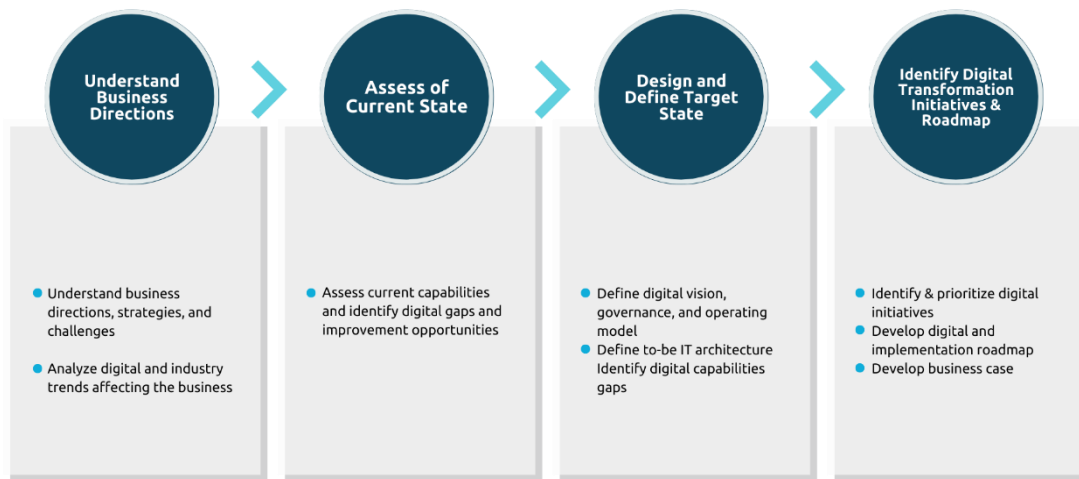 Understand
Business
Directions
Assess of
Current State
Design and
Define Target
State
Identify Digital
Transformation
Initiatives &
Roadmap
Understand business
directions, strategies, and
challenges
Analyze digital and industry
trends affecting the business
Assess current capabilities
and identify digital gaps and
improvement opportunities
Define digital vision,
governance, and operating
model
Define to-be IT architecture
Identify digital capabilities
gaps
Identify & prioritize digital
initiatives
Develop digital and
implementation roadmap
Develop business case